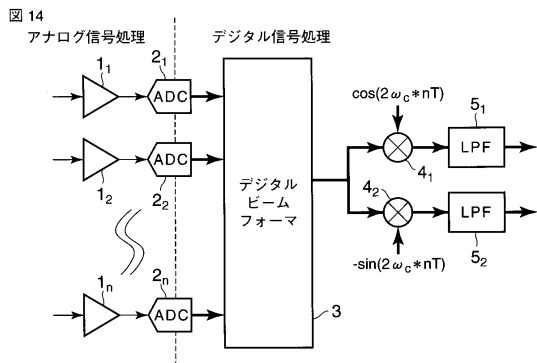 図 14
アナログ信号処理
デジタル信号処理
1₁
2₁
ADC
1₂
ADC
2₂
1ₙ
2ₙ
ADC
デジタル
ビーム
フォーマ
3
cos(2ω_c*nT)
4₁
5₁
LPF
4₂
LPF
5₂
-sin(2ω_c*nT)